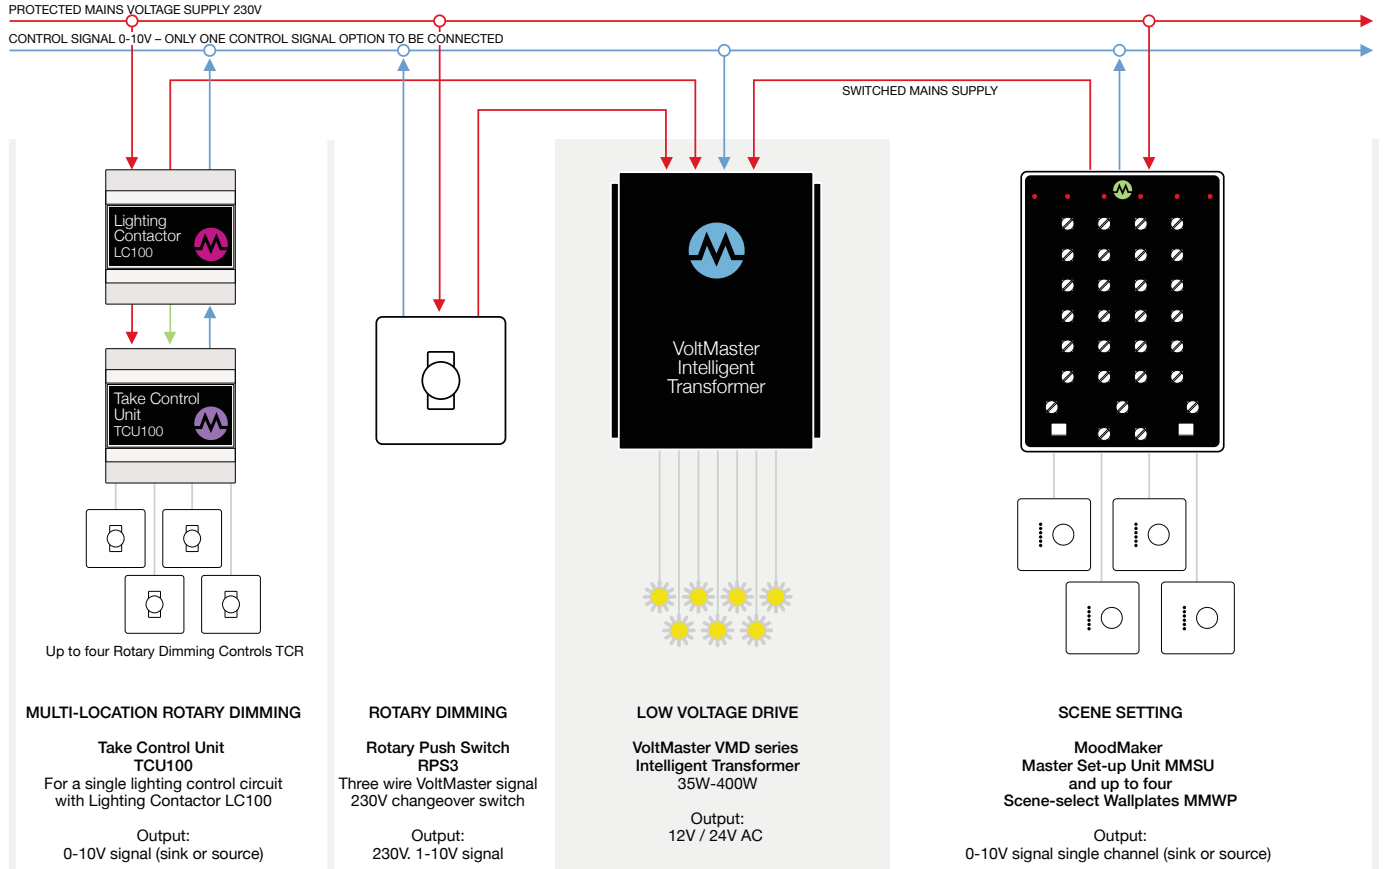 PROTECTED MAINS VOLTAGE SUPPLY 230V
CONTROL SIGNAL 0-10V – ONLY ONE CONTROL SIGNAL OPTION TO BE CONNECTED
SWITCHED MAINS SUPPLY
Lighting
Contactor
LC100
Take Control
Unit
TCU100
VoltMaster
Intelligent
Transformer
Up to four Rotary Dimming Controls TCR
MULTI-LOCATION ROTARY DIMMING
Take Control Unit
TCU100
For a single lighting control circuit
with Lighting Contactor LC100
Output:
0-10V signal (sink or source)
ROTARY DIMMING
Rotary Push Switch
RPS3
Three wire VoltMaster signal
230V changeover switch
Output:
230V. 1-10V signal
LOW VOLTAGE DRIVE
VoltMaster VMD series
Intelligent Transformer
35W-400W
Output:
12V / 24V AC
SCENE SETTING
MoodMaker
Master Set-up Unit MMSU
and up to four
Scene-select Wallplates MMWP
Output:
0-10V signal single channel (sink or source)